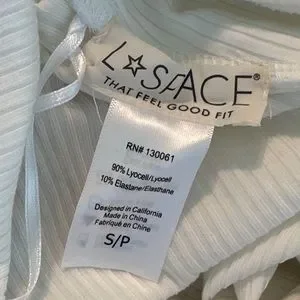 L*SPACE®
THAT FEEL GOOD FIT
RN# 130061
90% Lyocell/Lyocell
10% Elastane/Elasthane
Designed in California
Made in China
Fabriqué en Chine
S/P